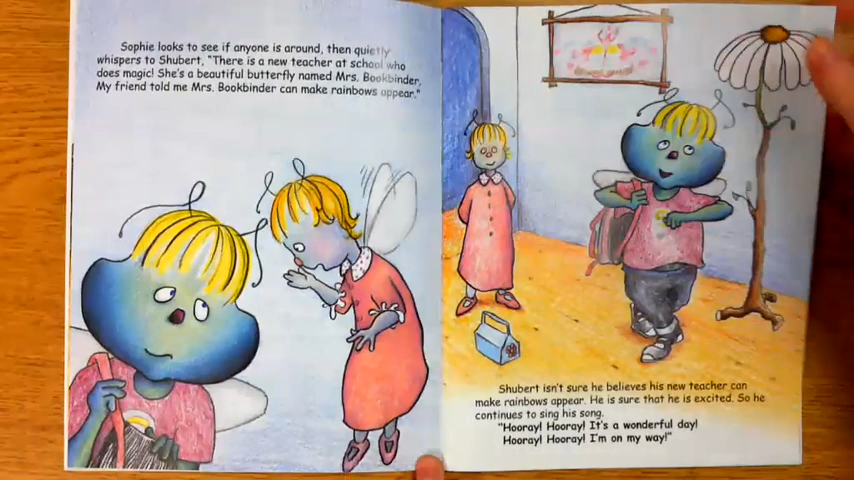 Sophie looks to see if anyone is around, then quietly
whispers to Shubert, "There is a new teacher at school who
does magic! She's a beautiful butterfly named Mrs. Bookbinder.
My friend told me Mrs. Bookbinder can make rainbows appear."
Shubert isn't sure he believes his new teacher can
make rainbows appear. He is sure that he is excited. So he
continues to sing his song.
"Hooray! Hooray! It's a wonderful day!
Hooray! Hooray! I'm on my way!"